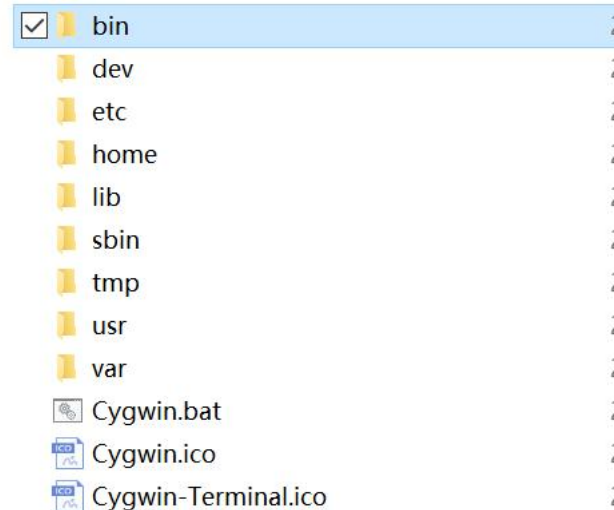 bin
dev
etc
home
lib
sbin
tmp
usr
var
Cygwin.bat
Cygwin.ico
Cygwin-Terminal.ico